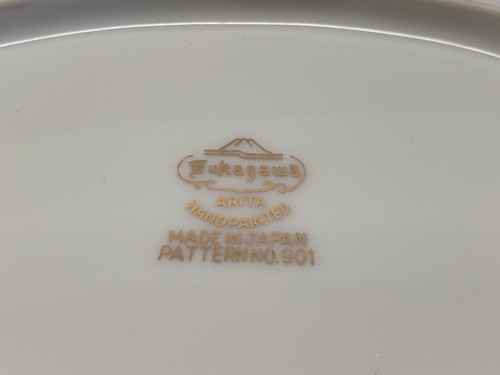 Fukagawa
ARITA
HANDPAINTED
MADE IN JAPAN
PATTERN NO. 901